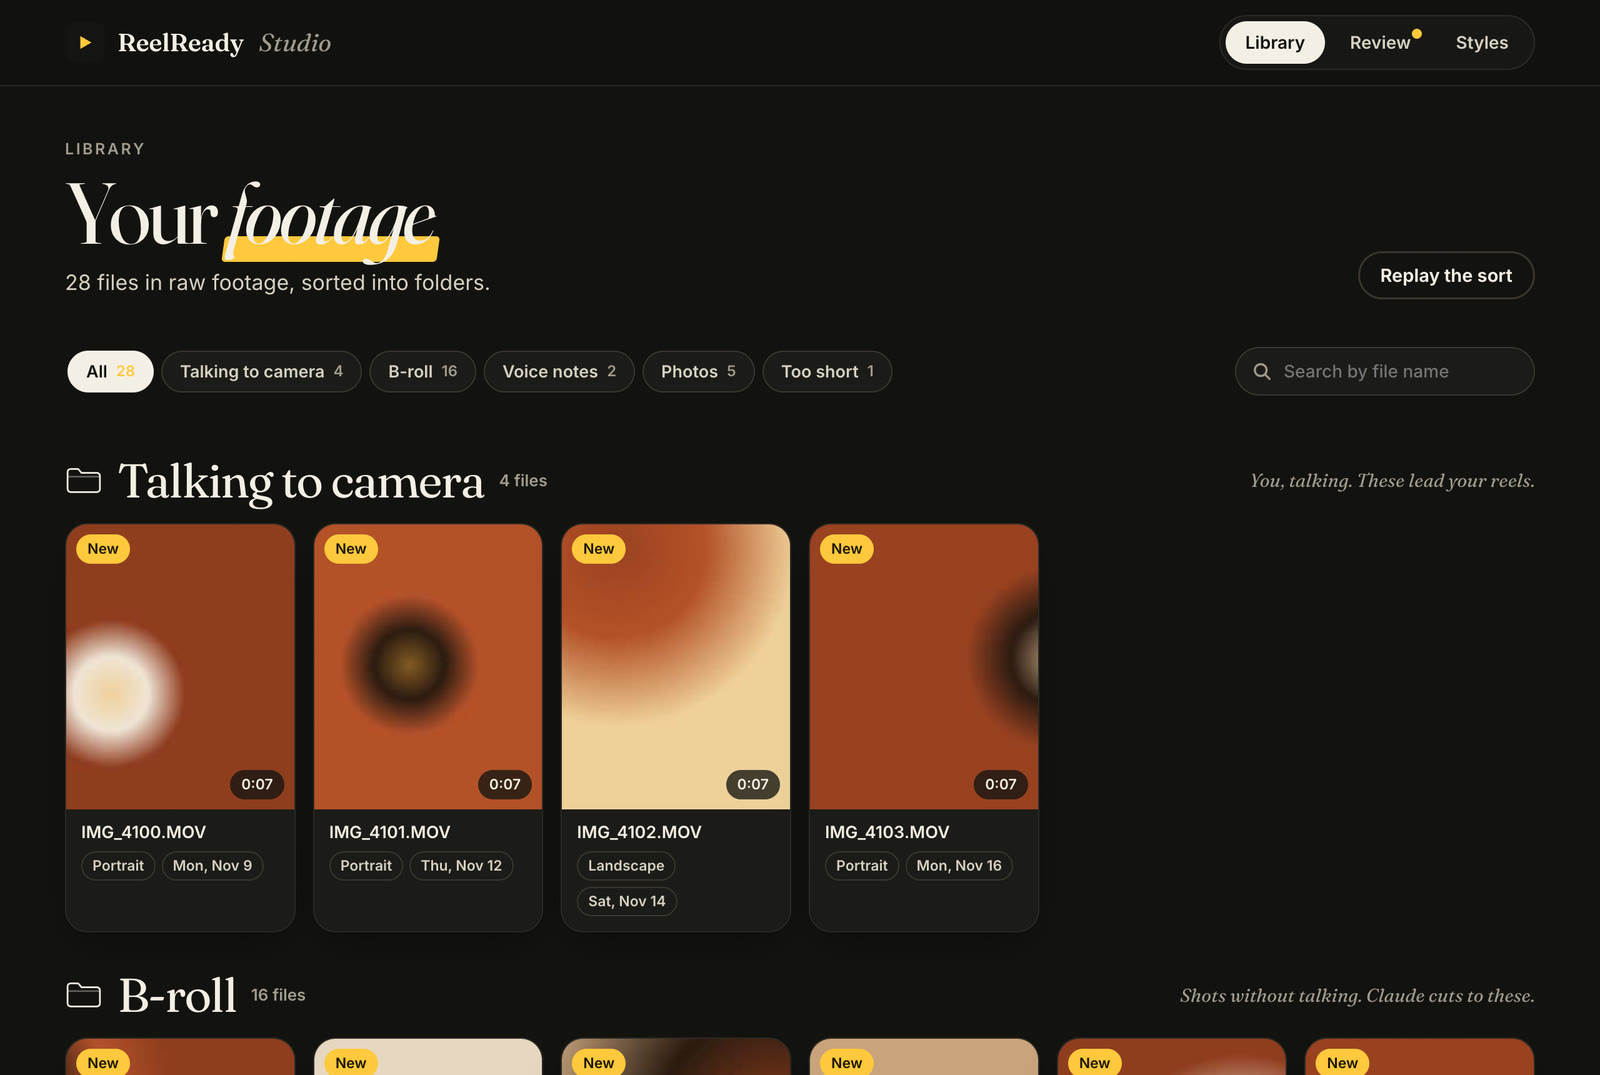 ReelReady Studio
Library Review Styles
LIBRARY
Your footage
28 files in raw footage, sorted into folders.
Replay the sort
All 28 Talking to camera 4 B-roll 16 Voice notes 2 Photos 5 Too short 1
Search by file name
Talking to camera 4 files
You, talking. These lead your reels.
New New New New
0:07 0:07 0:07 0:07
IMG_4100.MOV IMG_4101.MOV IMG_4102.MOV IMG_4103.MOV
Portrait Mon, Nov 9 Portrait Thu, Nov 12 Landscape Portrait Mon, Nov 16
Sat, Nov 14
B-roll 16 files
Shots without talking. Claude cuts to these.
New New New New New New